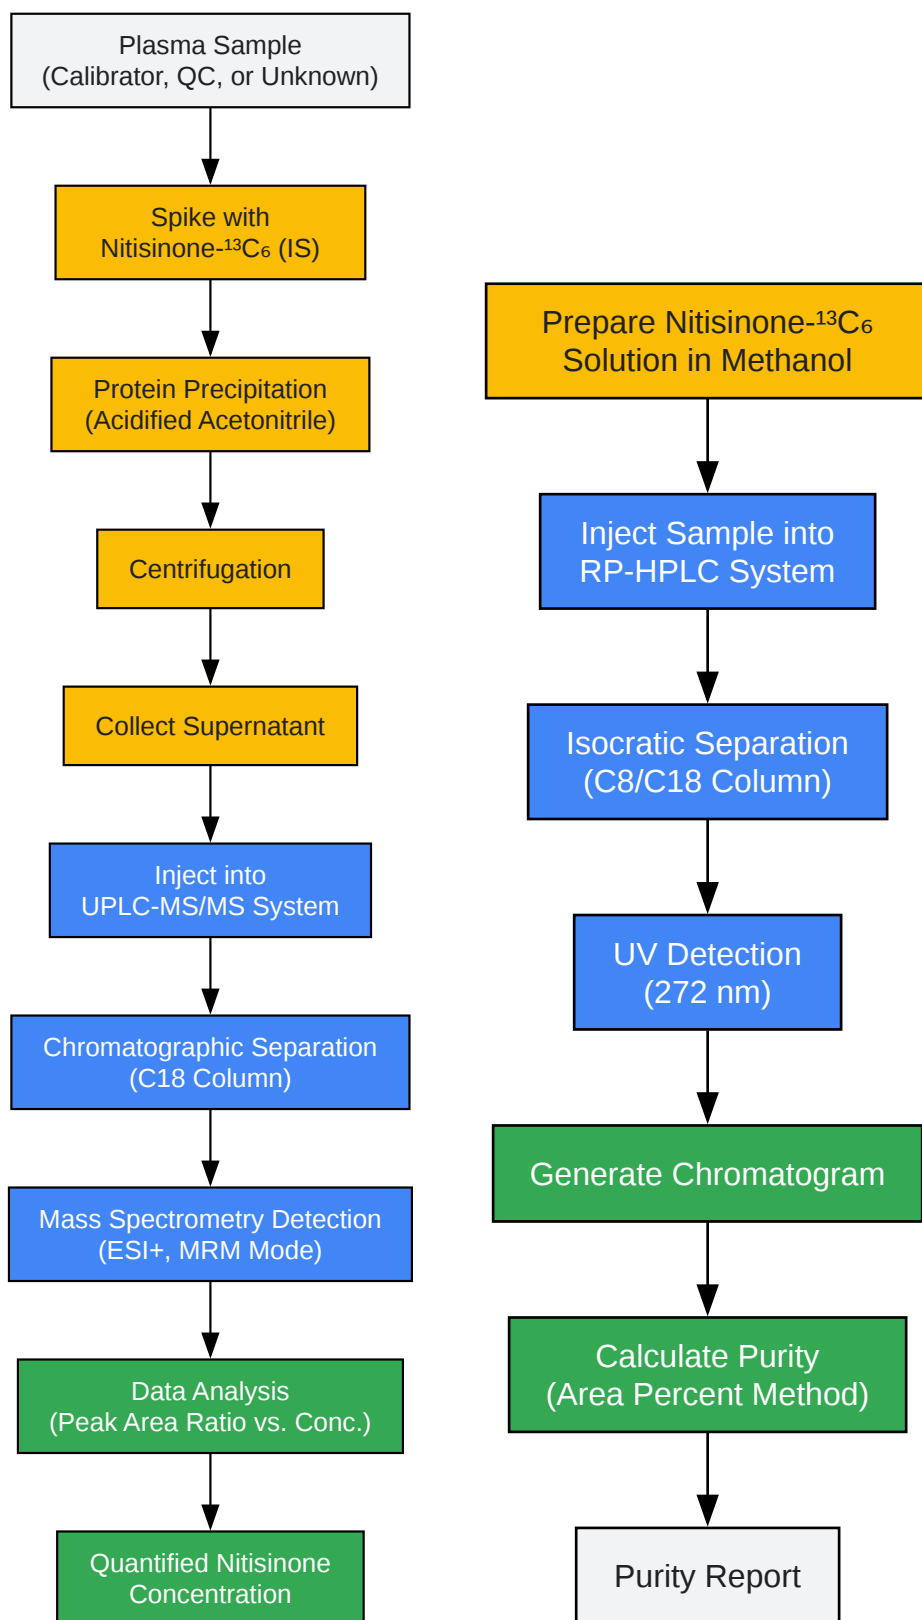 Plasma Sample
(Calibrator, QC, or Unknown)
Spike with
Nitisinone-¹³C₆ (IS)
Protein Precipitation
(Acidified Acetonitrile)
Centrifugation
Collect Supernatant
Inject into
UPLC-MS/MS System
Chromatographic Separation
(C18 Column)
Mass Spectrometry Detection
(ESI+, MRM Mode)
Data Analysis
(Peak Area Ratio vs. Conc.)
Quantified Nitisinone
Concentration
Prepare Nitisinone-¹³C₆
Solution in Methanol
Inject Sample into
RP-HPLC System
Isocratic Separation
(C8/C18 Column)
UV Detection
(272 nm)
Generate Chromatogram
Calculate Purity
(Area Percent Method)
Purity Report